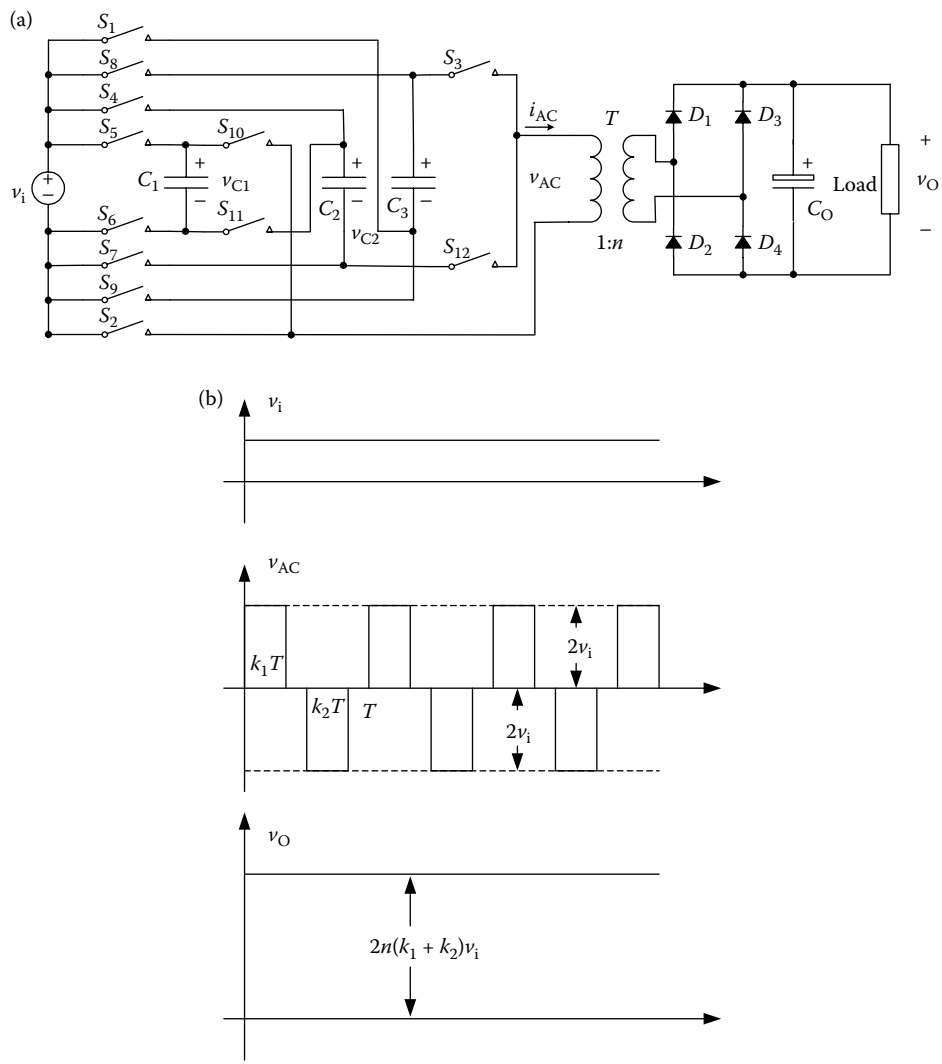 (a)
S1
S8
S3
S4
iAC
T
D1
D3
S5
S10
+
+
+
+
+
C1
vC1
vAC
vi
+
−
C2
C3
CO
Load
vO
−
−
−
S6
S11
vC2
S7
S12
1:n
D2
D4
−
S9
S2
(b)
vi
vAC
2vi
k1T
k2T
T
2vi
vO
2n(k1 + k2)vi